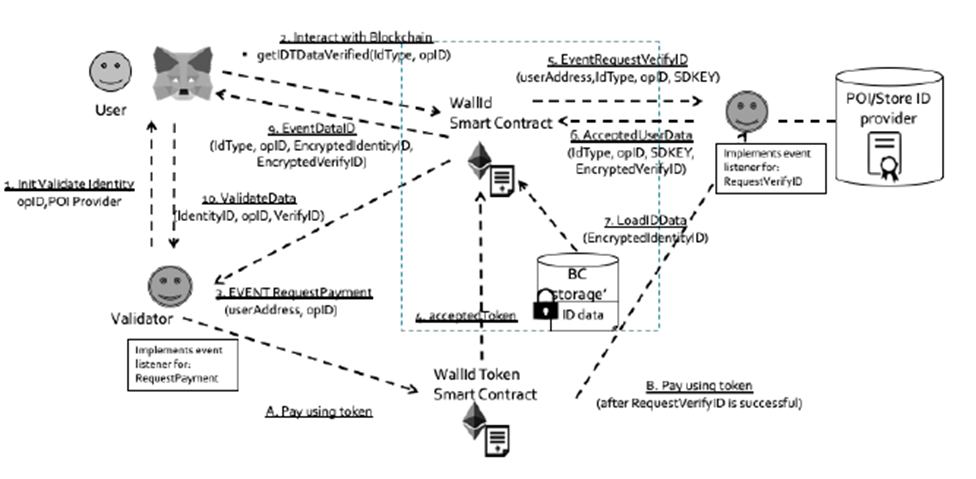 2. Interact with Blockchain
getIDTDataVerified(IdType, opID)
5. EventRequestVerifyID
(userAddress,IdType, opID, SDKEY)
User
WallId
Smart Contract
POI/Store ID
provider
9. EventDataID
(IdType, opID, EncryptedIdentityID,
EncryptedVerifyID)
6. AcceptedUserData
(IdType, opID, SDKEY,
EncryptedVerifyID)
Implements event
listener for:
RequestVerifyID
1. Init Validate Identity
opID,POI Provider
10. ValidateData
(IdentityID, opID, VerifyID)
7. LoadIDData
(EncryptedIdentityID)
BC
'storage'
ID data
3. EVENT RequestPayment
(userAddress, opID)
Validator
4. acceptedToken
Implements event
listener for:
RequestPayment
WallId Token
Smart Contract
A. Pay using token
B. Pay using token
(after RequestVerifyID is successful)